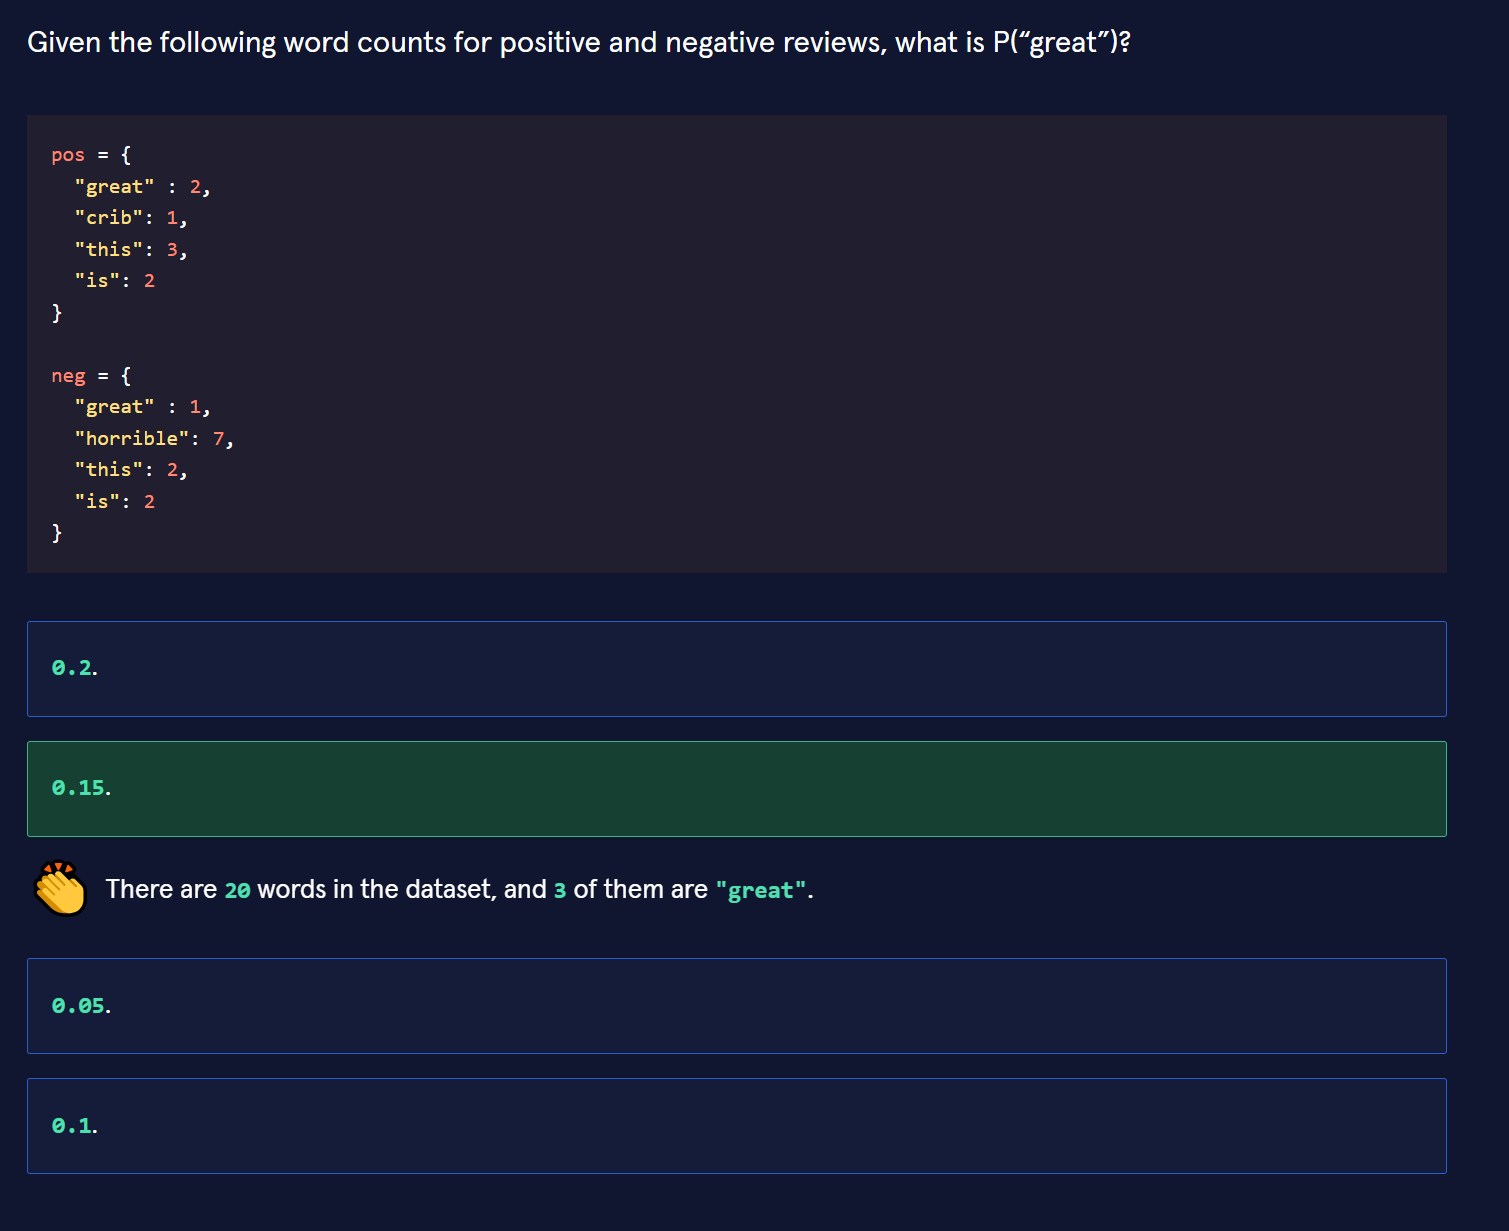 Given the following word counts for positive and negative reviews, what is P(“great”)?
pos = {
  "great" : 2,
  "crib": 1,
  "this": 3,
  "is": 2
}
neg = {
  "great" : 1,
  "horrible": 7,
  "this": 2,
  "is": 2
}
0.2.
0.15.
There are 20 words in the dataset, and 3 of them are "great".
0.05.
0.1.